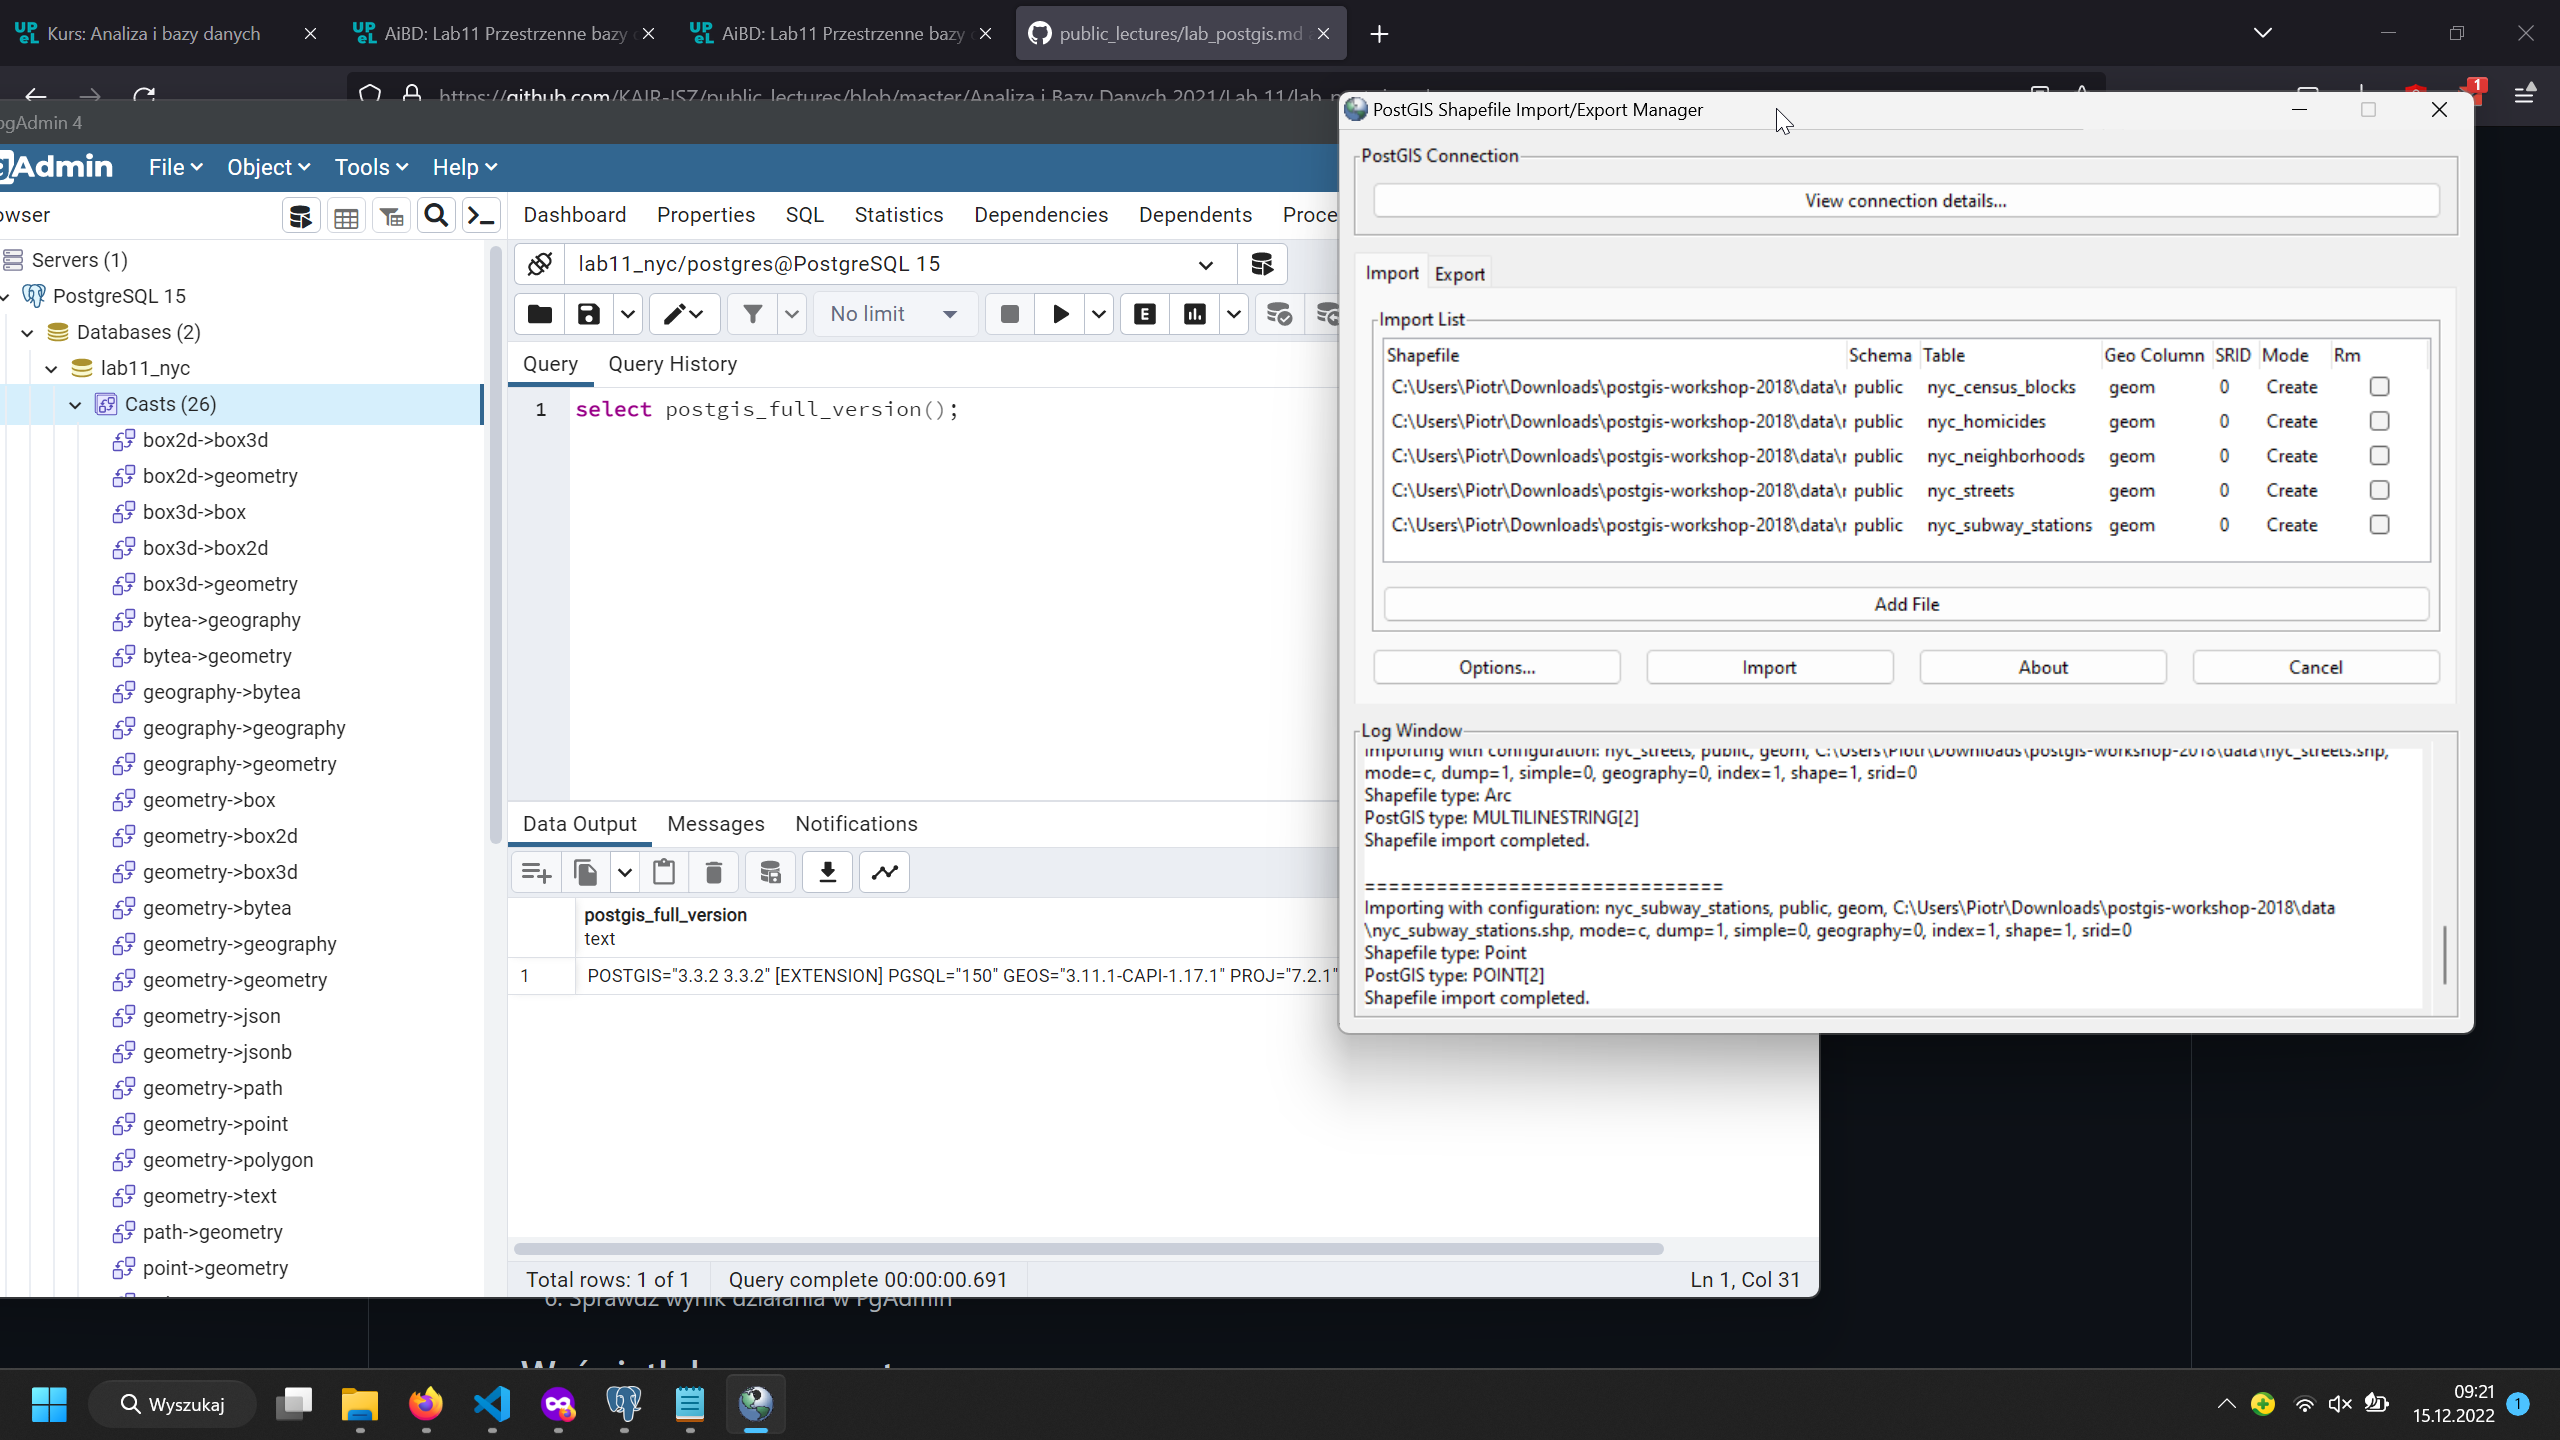 Kurs: Analiza i bazy danych
AiBD: Lab11 Przestrzenne bazy
AiBD: Lab11 Przestrzenne bazy
public_lectures/lab_postgis.md
https://github.com/KAIR-ISZ/public_lectures/blob/master/Analiza i Bazy Danych 2021/Lab 11/lab
1
pgAdmin 4
gAdmin
File
Object
Tools
Help
owser
Dashboard
Properties
SQL
Statistics
Dependencies
Dependents
Proce
Servers (1)
PostgreSQL 15
Databases (2)
lab11_nyc
Casts (26)
box2d->box3d
box2d->geometry
box3d->box
box3d->box2d
box3d->geometry
bytea->geography
bytea->geometry
geography->bytea
geography->geography
geography->geometry
geometry->box
geometry->box2d
geometry->box3d
geometry->bytea
geometry->geography
geometry->geometry
geometry->json
geometry->jsonb
geometry->path
geometry->point
geometry->polygon
geometry->text
path->geometry
point->geometry
lab11_nyc/postgres@PostgreSQL 15
No limit
E
Query
Query History
1 select postgis_full_version();
Data Output
Messages
Notifications
postgis_full_version
text
1 POSTGIS="3.3.2 3.3.2" [EXTENSION] PGSQL="150" GEOS="3.11.1-CAPI-1.17.1" PROJ="7.2.1"
Total rows: 1 of 1
Query complete 00:00:00.691
Ln 1, Col 31
PostGIS Shapefile Import/Export Manager
PostGIS Connection
View connection details...
Import
Export
Import List
Shapefile Schema Table Geo Column SRID Mode Rm
C:\Users\Piotr\Downloads\postgis-workshop-2018\data\r public nyc_census_blocks geom 0 Create
C:\Users\Piotr\Downloads\postgis-workshop-2018\data\r public nyc_homicides geom 0 Create
C:\Users\Piotr\Downloads\postgis-workshop-2018\data\r public nyc_neighborhoods geom 0 Create
C:\Users\Piotr\Downloads\postgis-workshop-2018\data\r public nyc_streets geom 0 Create
C:\Users\Piotr\Downloads\postgis-workshop-2018\data\r public nyc_subway_stations geom 0 Create
Add File
Options...
Import
About
Cancel
Log Window
Importing with configuration: nyc_streets, public, geom, C:\Users\Piotr\Downloads\postgis-workshop-2018\data\nyc_streets.shp,
mode=c, dump=1, simple=0, geography=0, index=1, shape=1, srid=0
Shapefile type: Arc
PostGIS type: MULTILINESTRING[2]
Shapefile import completed.
==============================
Importing with configuration: nyc_subway_stations, public, geom, C:\Users\Piotr\Downloads\postgis-workshop-2018\data
\nyc_subway_stations.shp, mode=c, dump=1, simple=0, geography=0, index=1, shape=1, srid=0
Shapefile type: Point
PostGIS type: POINT[2]
Shapefile import completed.
6. Sprawdź wynik działania w PgAdmin
Wyszukaj
09:21
15.12.2022
1